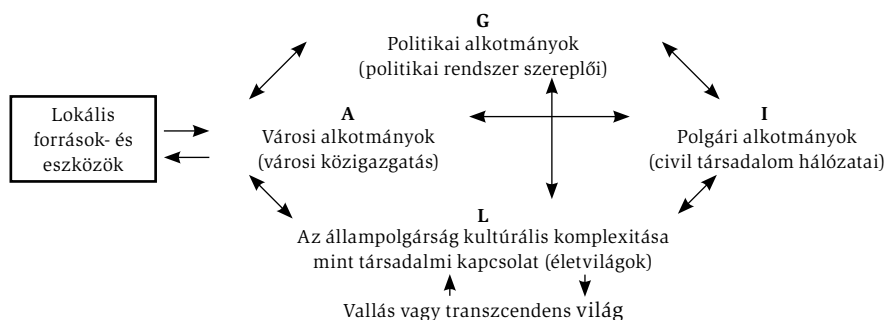 G
Politikai alkotmányok
(politikai rendszer szereplői)
Lokális
források- és
eszközök
A
Városi alkotmányok
(városi közigazgatás)
I
Polgári alkotmányok
(civil társadalom hálózatai)
L
Az állampolgárság kultúrális komplexitása
mint társadalmi kapcsolat (életvilágok)
Vallás vagy transzcendens világ